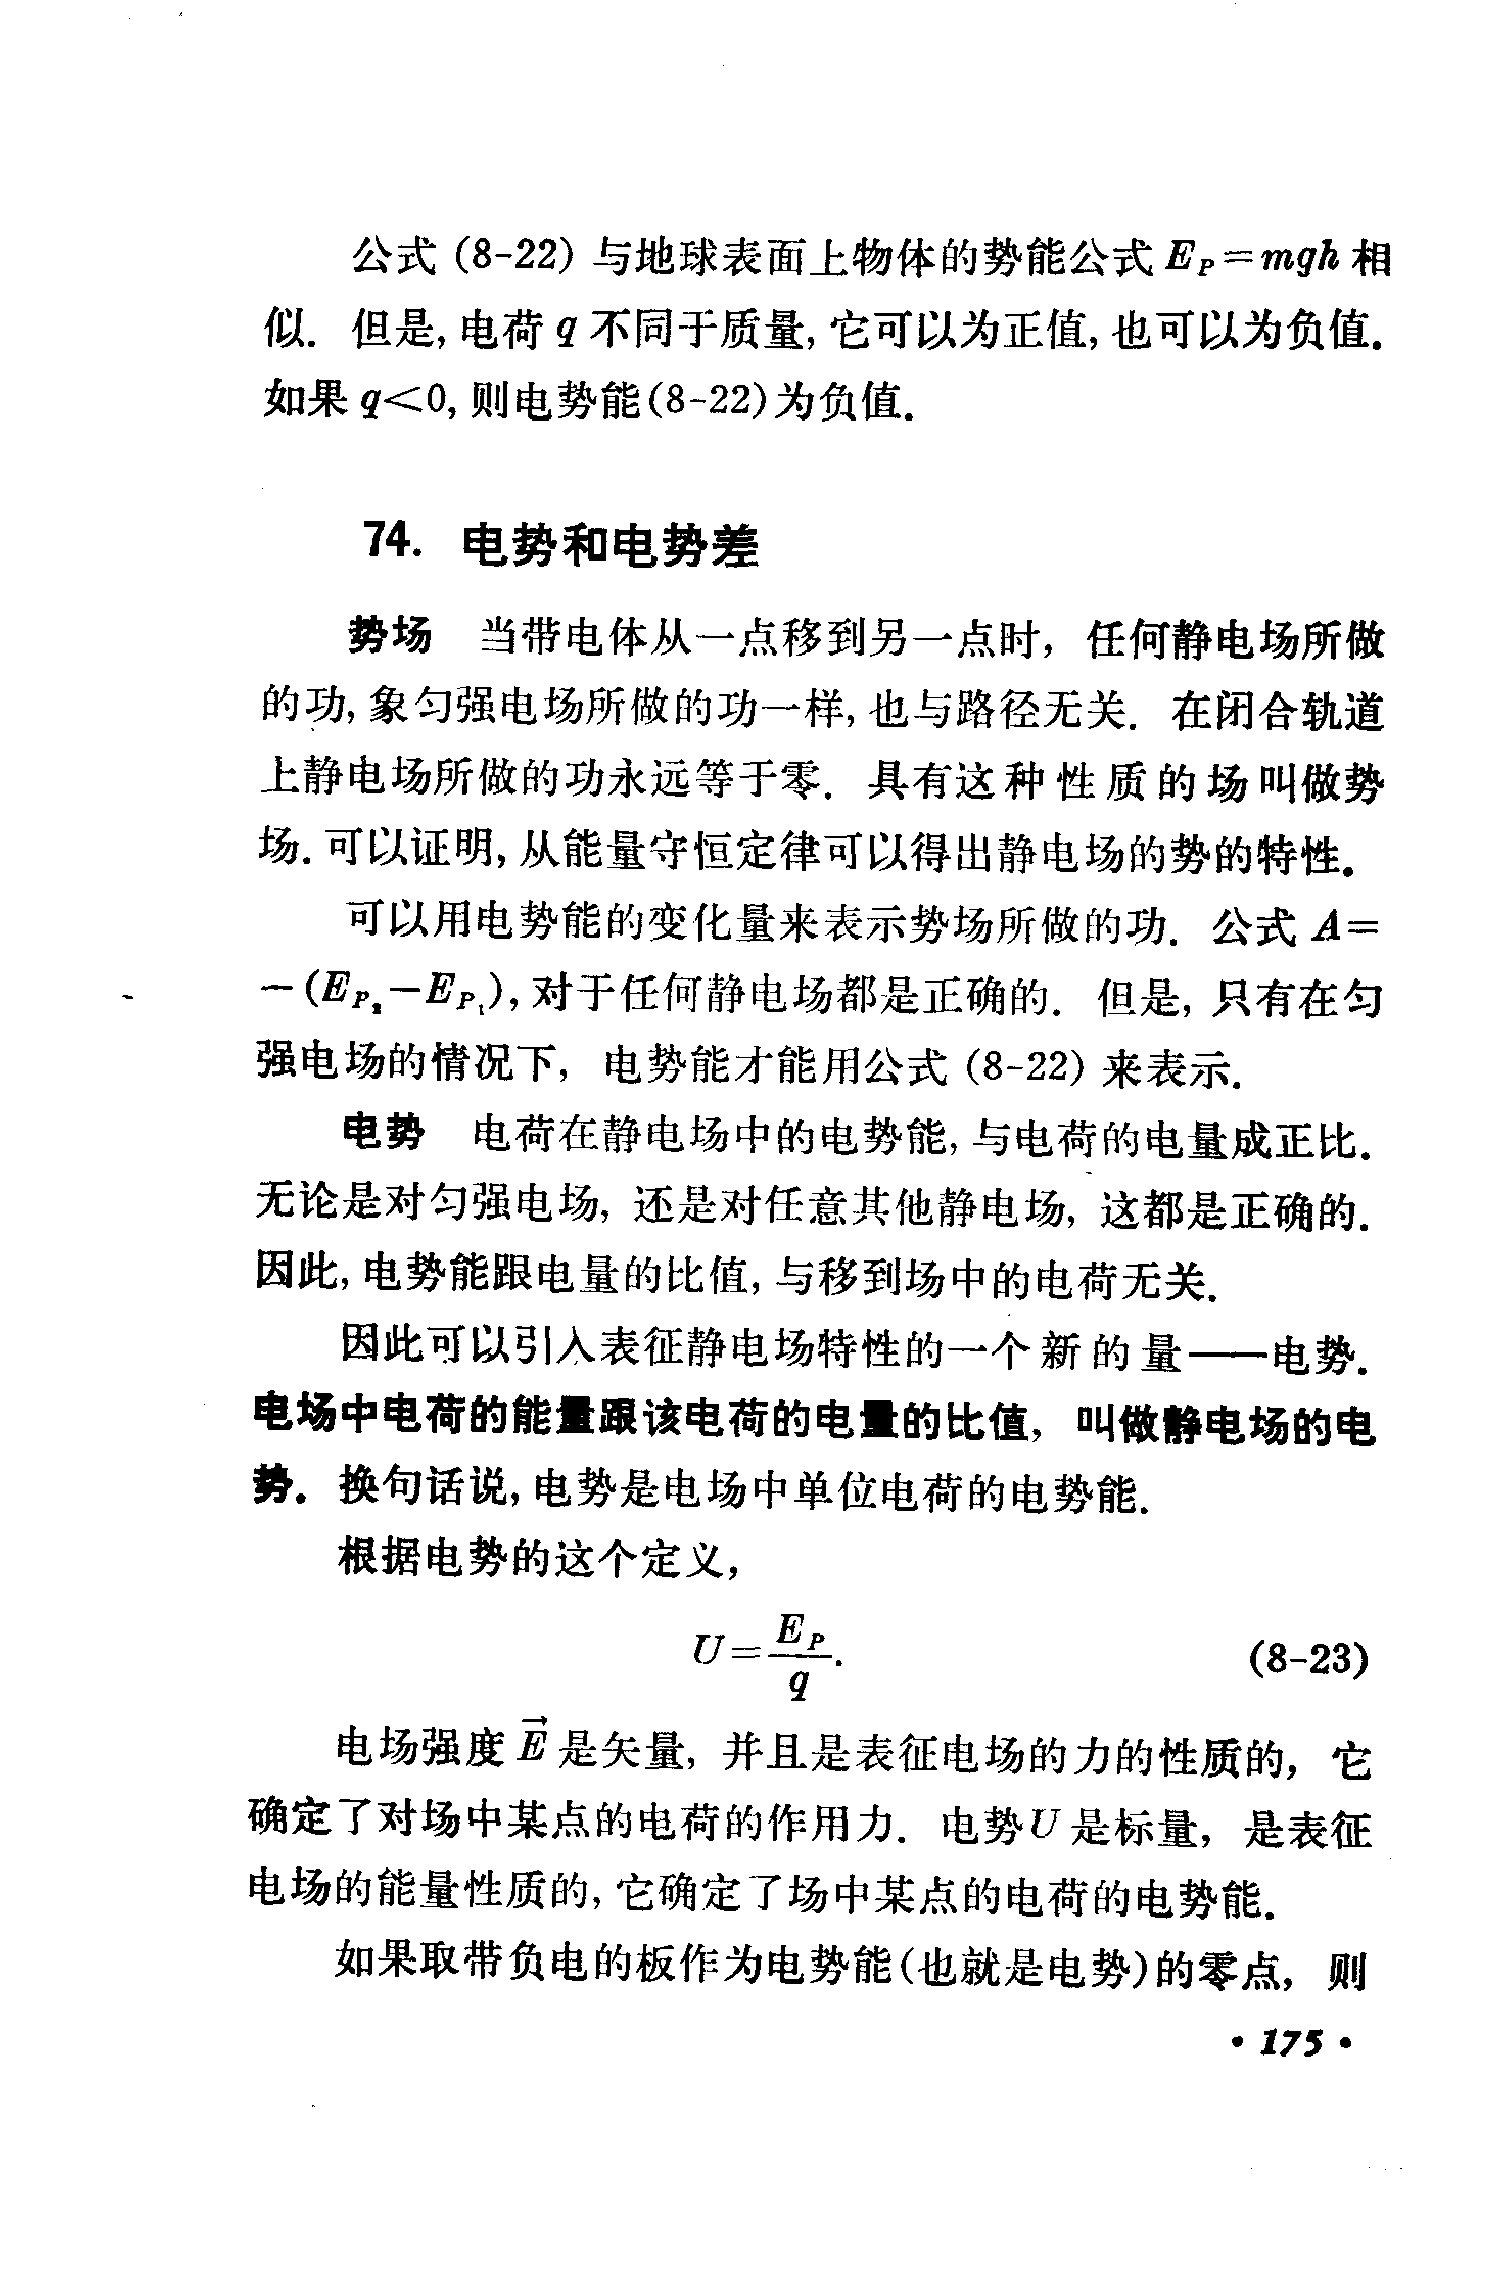 公式 (8-22) 与地球表面上物体的势能公式 E_P=mgh 相
似. 但是, 电荷 q 不同于质量, 它可以为正值, 也可以为负值.
如果 q<0, 则电势能(8-22)为负值.
74. 电势和电势差
势场 当带电体从一点移到另一点时, 任何静电场所做
的功, 象匀强电场所做的功一样, 也与路径无关. 在闭合轨道
上静电场所做的功永远等于零. 具有这种性质的场叫做势
场. 可以证明, 从能量守恒定律可以得出静电场的势的特性.
可以用电势能的变化量来表示势场所做的功. 公式 A=
-(E_{P_2}-E_{P_1}), 对于任何静电场都是正确的. 但是, 只有在匀
强电场的情况下, 电势能才能用公式 (8-22) 来表示.
电势 电荷在静电场中的电势能, 与电荷的电量成正比.
无论是对匀强电场, 还是对任意其他静电场, 这都是正确的.
因此, 电势能跟电量的比值, 与移到场中的电荷无关.
因此可以引入表征静电场特性的一个新的量——电势.
电场中电荷的能量跟该电荷的电量的比值, 叫做静电场的电
势. 换句话说, 电势是电场中单位电荷的电势能.
根据电势的这个定义,
U=\frac{E_P}{q}. (8-23)
电场强度 \vec{E} 是矢量, 并且是表征电场的力的性质的, 它
确定了对场中某点的电荷的作用力. 电势 U 是标量, 是表征
电场的能量性质的, 它确定了场中某点的电荷的电势能.
如果取带负电的板作为电势能(也就是电势)的零点, 则
• 175 •